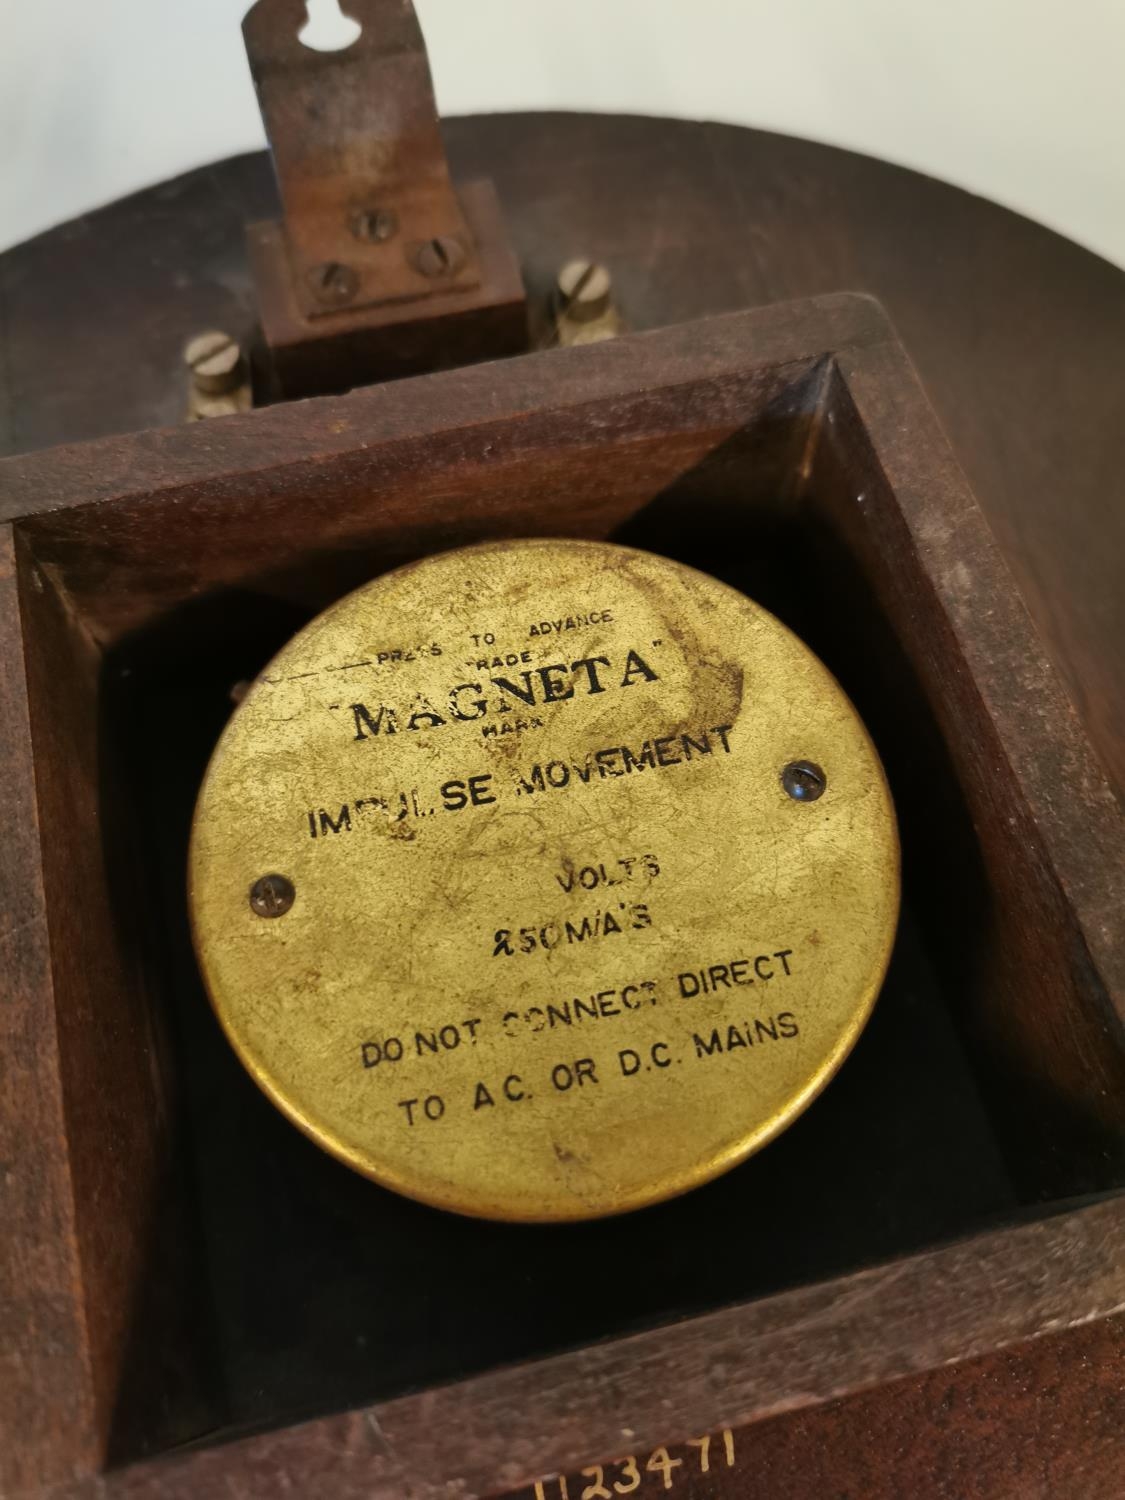 PRESS TO ADVANCE
TRADE
"MAGNETA"
MARK
IMPULSE MOVEMENT
VOLTS
250 M/A'S
DO NOT CONNECT DIRECT
TO A.C. OR D.C. MAINS
1123471